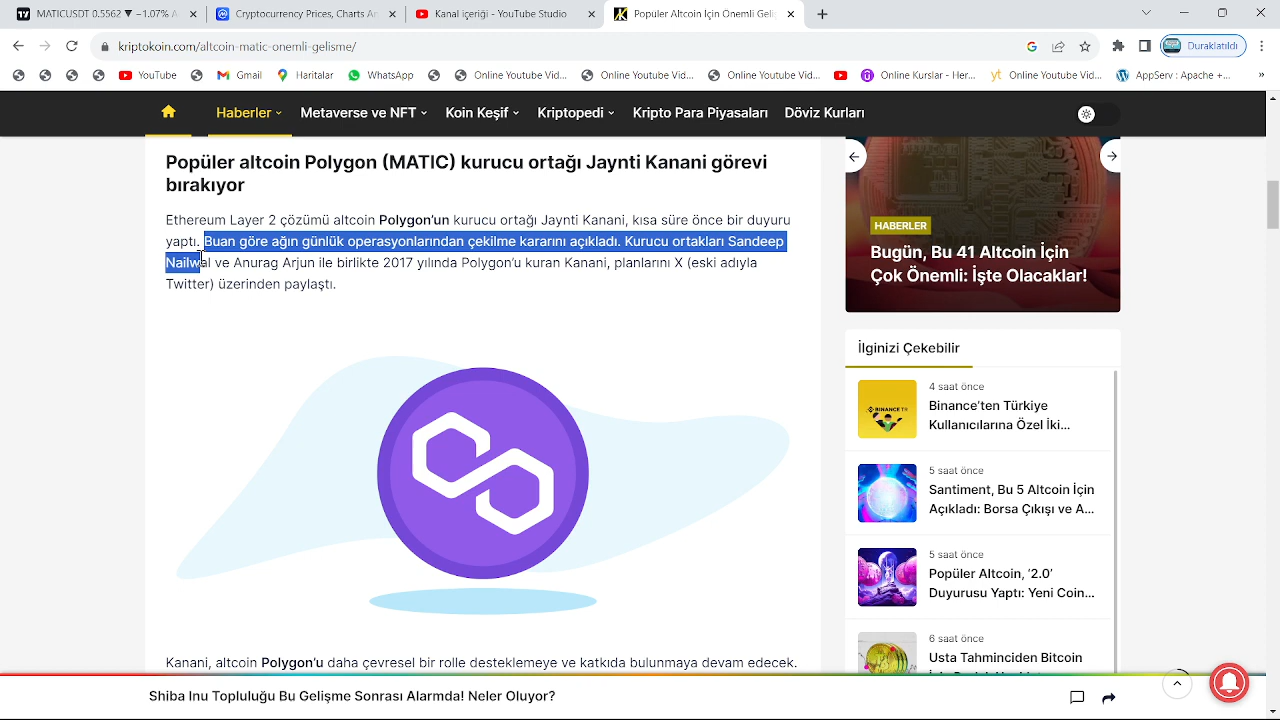 MATICUSDT 0.5562 ▼ −1.07% A
Cryptocurrency Prices, Charts Ar
Kanal içeriği - YouTube Studio
Popüler Altcoin İçin Önemli Geli
kriptokoin.com/altcoin-matic-onemli-gelisme/
Duraklatıldı
YouTube
Gmail
Haritalar
WhatsApp
Online Youtube Vid...
Online Youtube Vid...
Online Youtube Vid...
Online Kurslar - Her...
yt Online Youtube Vid...
AppServ : Apache +...
»
Haberler
Metaverse ve NFT
Koin Keşif
Kriptopedi
Kripto Para Piyasaları
Döviz Kurları
Popüler altcoin Polygon (MATIC) kurucu ortağı Jaynti Kanani görevi
bırakıyor
Ethereum Layer 2 çözümü altcoin Polygon’un kurucu ortağı Jaynti Kanani, kısa süre önce bir duyuru
yaptı. Buan göre ağın günlük operasyonlarından çekilme kararını açıkladı. Kurucu ortakları Sandeep
Nailwal ve Anurag Arjun ile birlikte 2017 yılında Polygon’u kuran Kanani, planlarını X (eski adıyla
Twitter) üzerinden paylaştı.
Kanani, altcoin Polygon’u daha çevresel bir rolle desteklemeye ve katkıda bulunmaya devam edecek.
HABERLER
Bugün, Bu 41 Altcoin İçin
Çok Önemli: İşte Olacaklar!
İlginizi Çekebilir
4 saat önce
Binance’ten Türkiye
Kullanıcılarına Özel İki...
BINANCE TR
5 saat önce
Santiment, Bu 5 Altcoin İçin
Açıkladı: Borsa Çıkışı ve A...
5 saat önce
Popüler Altcoin, ‘2.0’
Duyurusu Yaptı: Yeni Coin...
6 saat önce
Usta Tahminciden Bitcoin
Shiba Inu Topluluğu Bu Gelişme Sonrası Alarmda! Neler Oluyor?